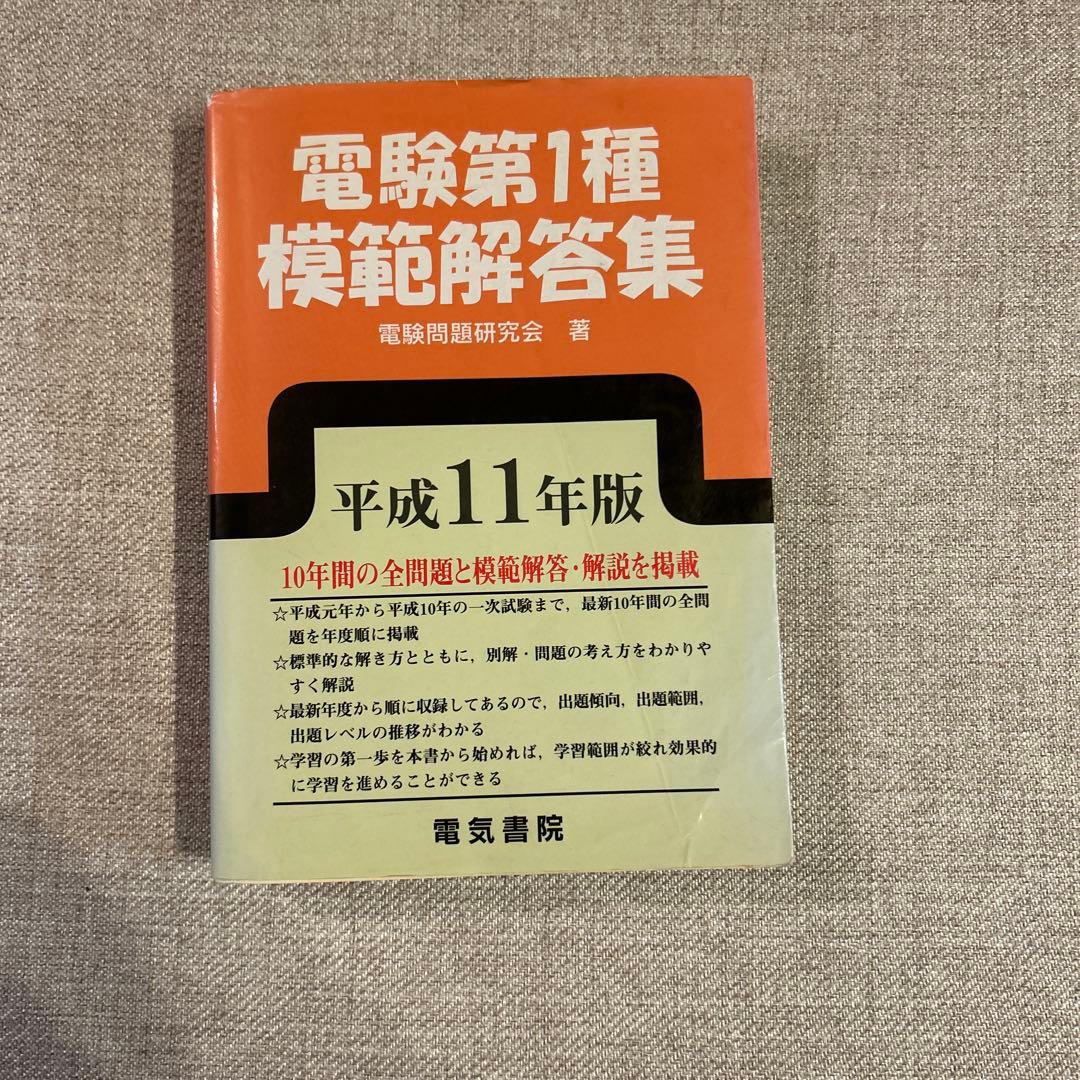 電験第1種
模範解答集
電験問題研究会 著
平成11年版
10年間の全問題と模範解答・解説を掲載
☆平成元年から平成10年の一次試験まで，最新10年間の全問
題を年度順に掲載
☆標準的な解き方とともに，別解・問題の考え方をわかりや
すく解説
☆最新年度から順に収録してあるので，出題傾向，出題範囲，
出題レベルの推移がわかる
☆学習の第一歩を本書から始めれば，学習範囲が絞れ効果的
に学習を進めることができる
電気書院